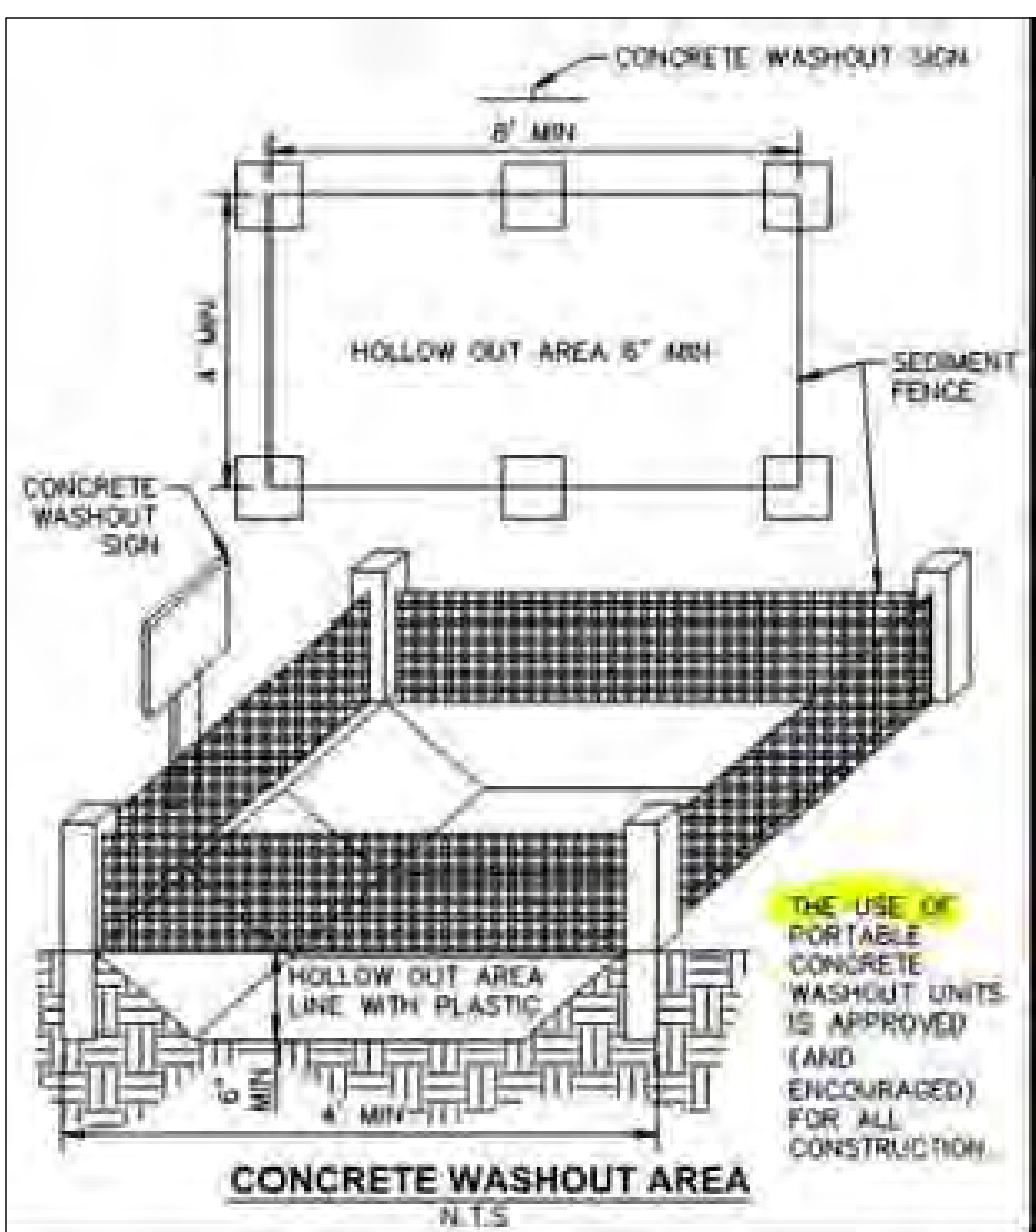 CONCRETE WASHOUT SIGN
8' MIN
4' MIN
HOLLOW OUT AREA 6" MIN
SEDIMENT
FENCE
CONCRETE
WASHOUT
SIGN
THE USE OF
PORTABLE
CONCRETE
WASHOUT UNITS
IS APPROVED
(AND
ENCOURAGED)
FOR ALL
CONSTRUCTION.
HOLLOW OUT AREA
LINE WITH PLASTIC
6"
MIN
4' MIN
CONCRETE WASHOUT AREA
N.T.S